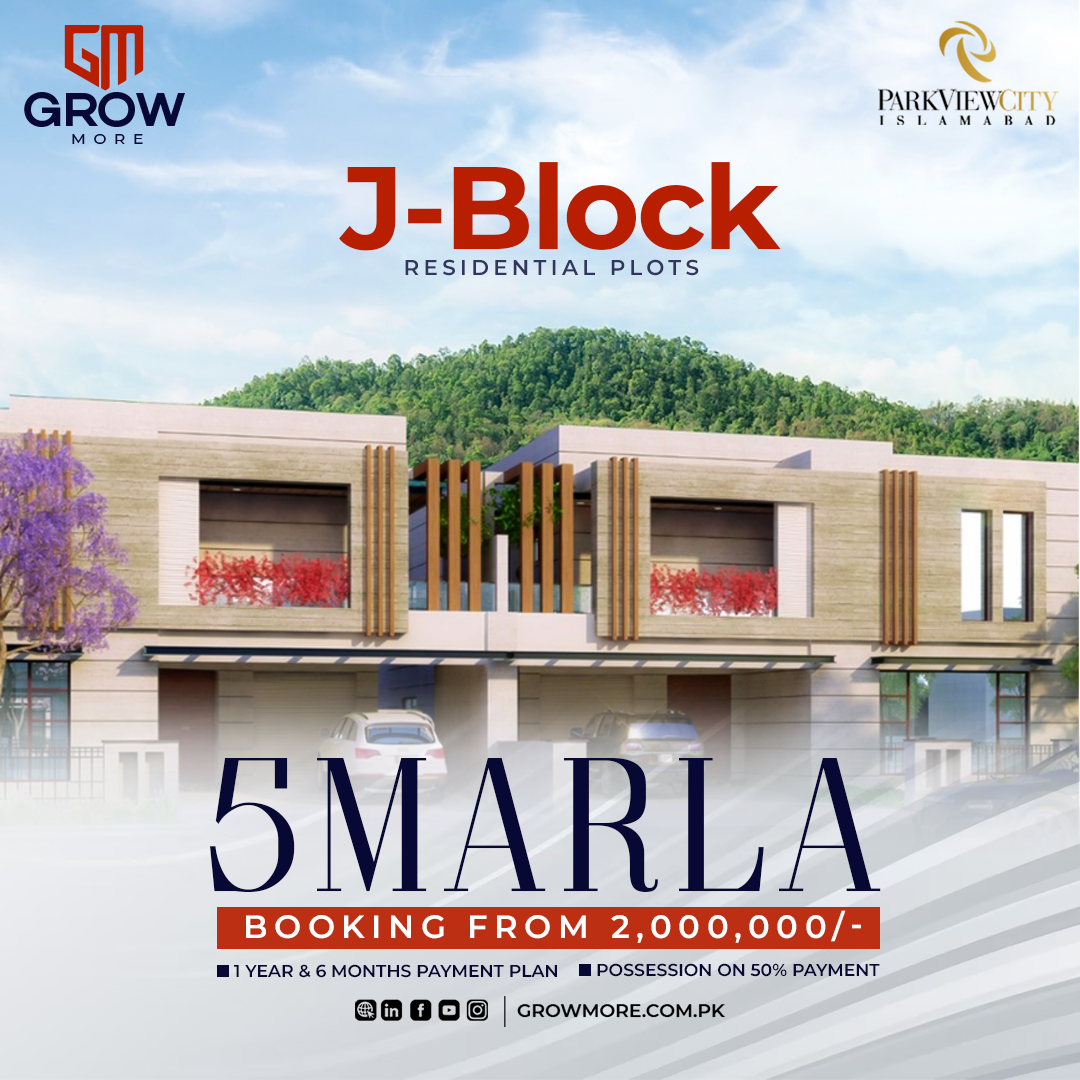 GM
GROW
MORE
PARKVIEWCITY
ISLAMABAD
J-Block
RESIDENTIAL PLOTS
5MARLA
BOOKING FROM 2,000,000/-
1 YEAR & 6 MONTHS PAYMENT PLAN POSSESSION ON 50% PAYMENT
GROWMORE.COM.PK